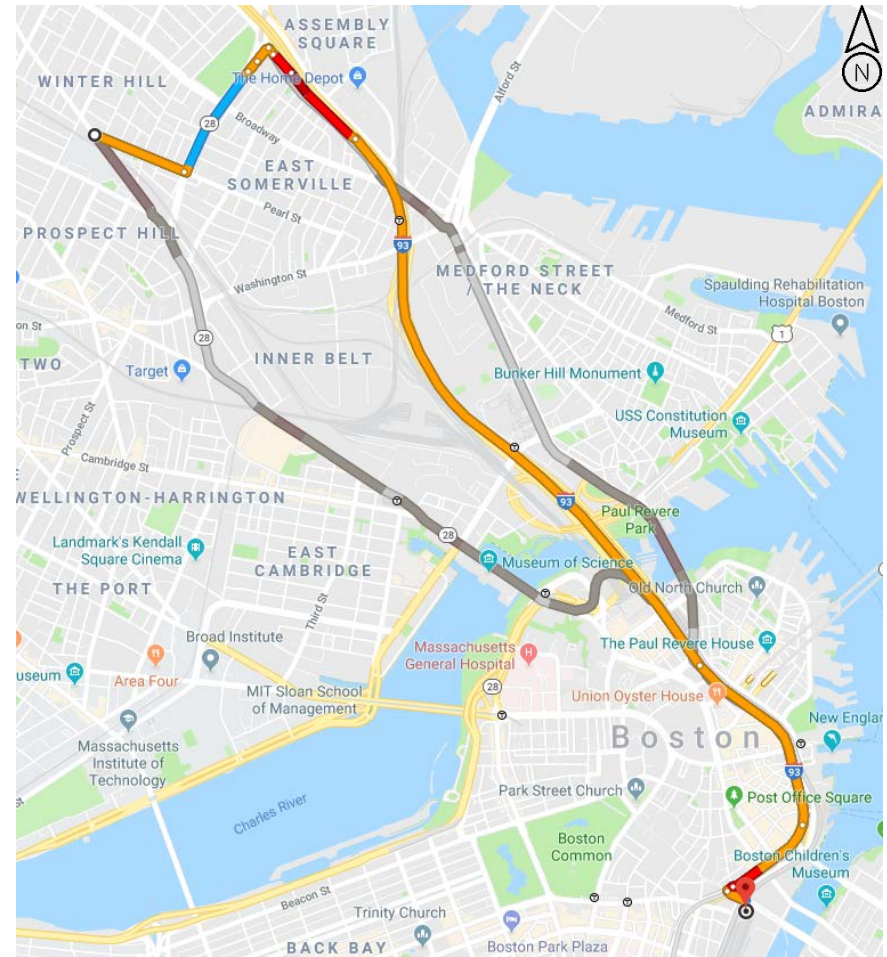 ASSEMBLY
SQUARE
N
WINTER HILL
The Home Depot
Alford St
ADMIRA
28
Broadway
EAST
SOMERVILLE
Pearl St
PROSPECT HILL
93
MEDFORD STREET
/ THE NECK
Spaulding Rehabilitation
Hospital Boston
Washington St
Medford St
on St
28
1
TWO
INNER BELT
Target
Bunker Hill Monument
Prospect St
USS Constitution
Museum
Cambridge St
WELLINGTON-HARRINGTON
93
Paul Revere
Park
Landmark's Kendall
Square Cinema
28
EAST
CAMBRIDGE
Museum of Science
Old North Church
THE PORT
Third St
Broad Institute
Massachusetts
General Hospital
The Paul Revere House
useum
Area Four
MIT Sloan School
of Management
28
Union Oyster House
Massachusetts
Institute of
Technology
Boston
New Englan
93
Park Street Church
Post Office Square
Charles River
Boston
Common
Boston Children's
Museum
Beacon St
Trinity Church
BACK BAY
Boston Park Plaza